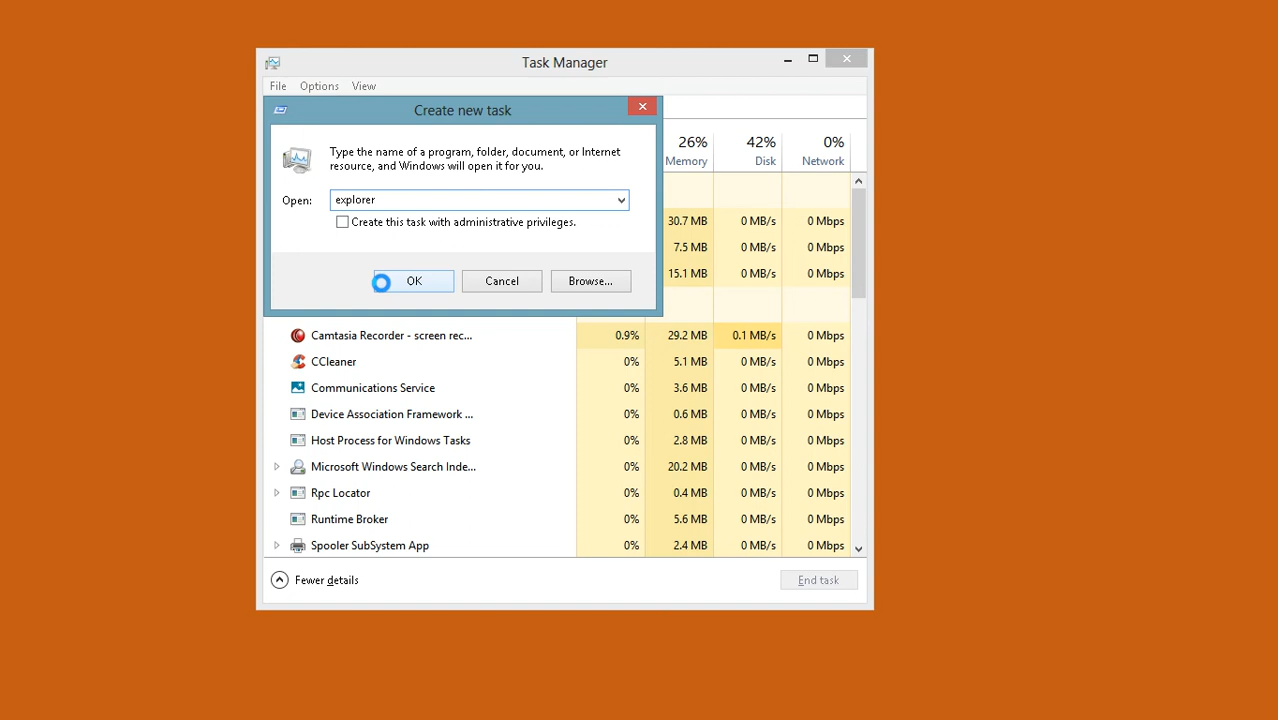 Task Manager
File Options View
Create new task
Type the name of a program, folder, document, or Internet
resource, and Windows will open it for you.
Open: explorer
Create this task with administrative privileges.
OK Cancel Browse...
26% 42% 0%
Memory Disk Network
30.7 MB 0 MB/s 0 Mbps
7.5 MB 0 MB/s 0 Mbps
15.1 MB 0 MB/s 0 Mbps
Camtasia Recorder - screen rec... 0.9% 29.2 MB 0.1 MB/s 0 Mbps
CCleaner 0% 5.1 MB 0 MB/s 0 Mbps
Communications Service 0% 3.6 MB 0 MB/s 0 Mbps
Device Association Framework ... 0% 0.6 MB 0 MB/s 0 Mbps
Host Process for Windows Tasks 0% 2.8 MB 0 MB/s 0 Mbps
Microsoft Windows Search Inde... 0% 20.2 MB 0 MB/s 0 Mbps
Rpc Locator 0% 0.4 MB 0 MB/s 0 Mbps
Runtime Broker 0% 5.6 MB 0 MB/s 0 Mbps
Spooler SubSystem App 0% 2.4 MB 0 MB/s 0 Mbps
Fewer details End task